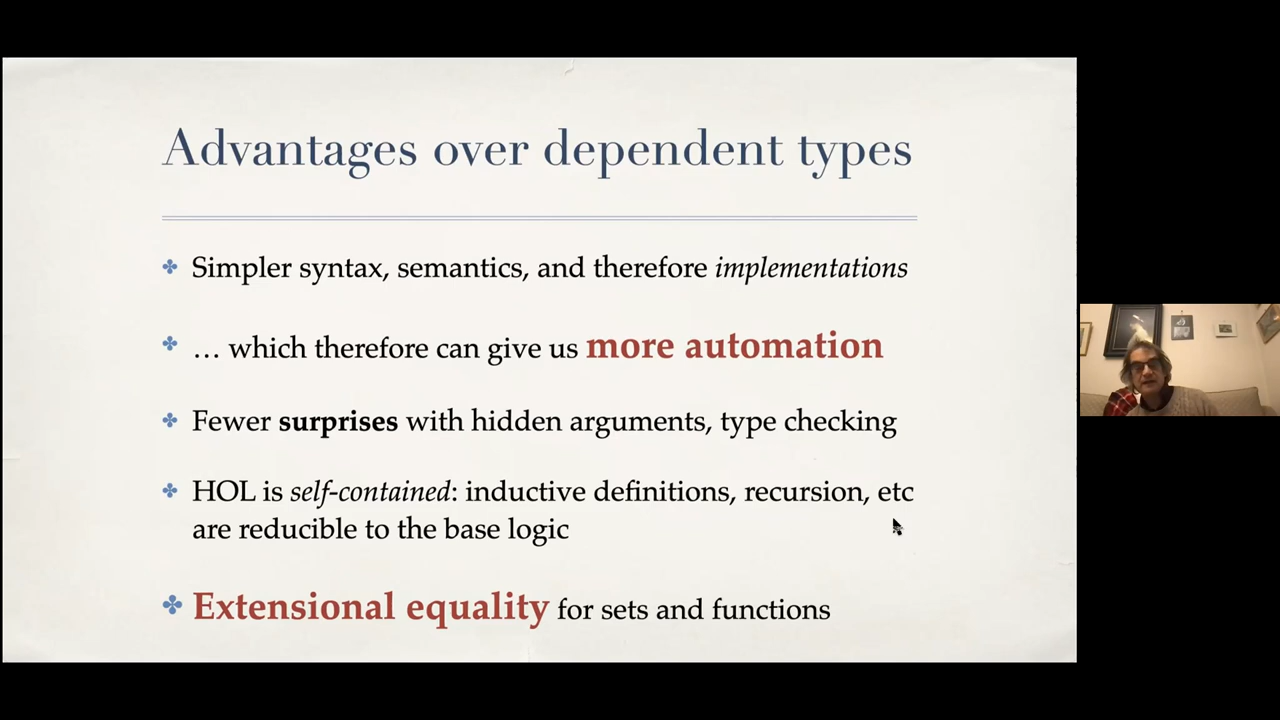 Advantages over dependent types
Simpler syntax, semantics, and therefore implementations
… which therefore can give us more automation
Fewer surprises with hidden arguments, type checking
HOL is self-contained: inductive definitions, recursion, etc
are reducible to the base logic
Extensional equality for sets and functions